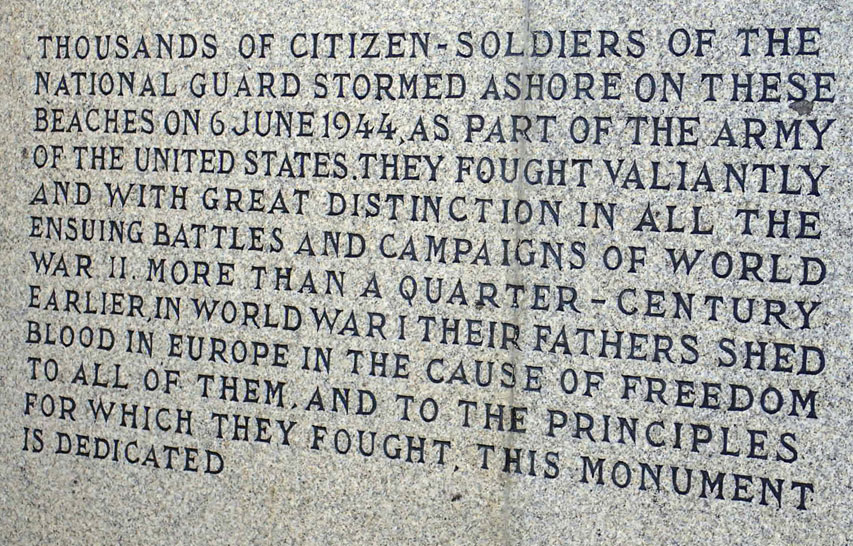 THOUSANDS OF CITIZEN-SOLDIERS OF THE
NATIONAL GUARD STORMED ASHORE ON THESE
BEACHES ON 6 JUNE 1944, AS PART OF THE ARMY
OF THE UNITED STATES. THEY FOUGHT VALIANTLY
AND WITH GREAT DISTINCTION IN ALL THE
ENSUING BATTLES AND CAMPAIGNS OF WORLD
WAR II. MORE THAN A QUARTER-CENTURY
EARLIER, IN WORLD WAR I THEIR FATHERS SHED
BLOOD IN EUROPE IN THE CAUSE OF FREEDOM
TO ALL OF THEM, AND TO THE PRINCIPLES
FOR WHICH THEY FOUGHT, THIS MONUMENT
IS DEDICATED